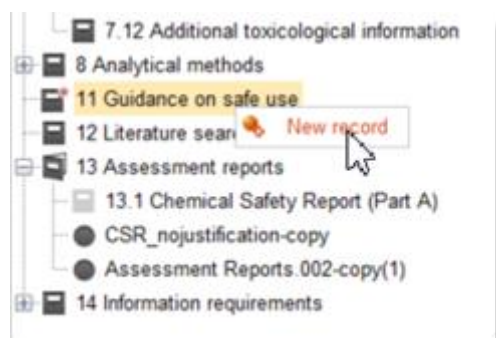 7.12 Additional toxicological information
8 Analytical methods
11 Guidance on safe use
12 Literature sear
New record
13 Assessment reports
13.1 Chemical Safety Report (Part A)
CSR_nojustification-copy
Assessment Reports.002-copy(1)
14 Information requirements